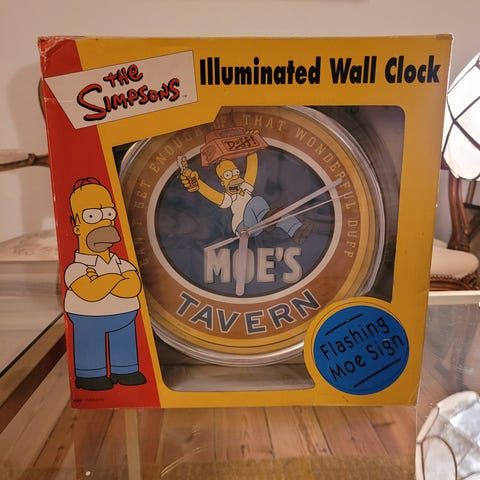 THE
SIMPSONS
Illuminated Wall Clock
CAN'T GET ENOUGH OF THAT WONDERFUL DUFF
Duff
MOE'S
TAVERN
Flashing
Moe Sign